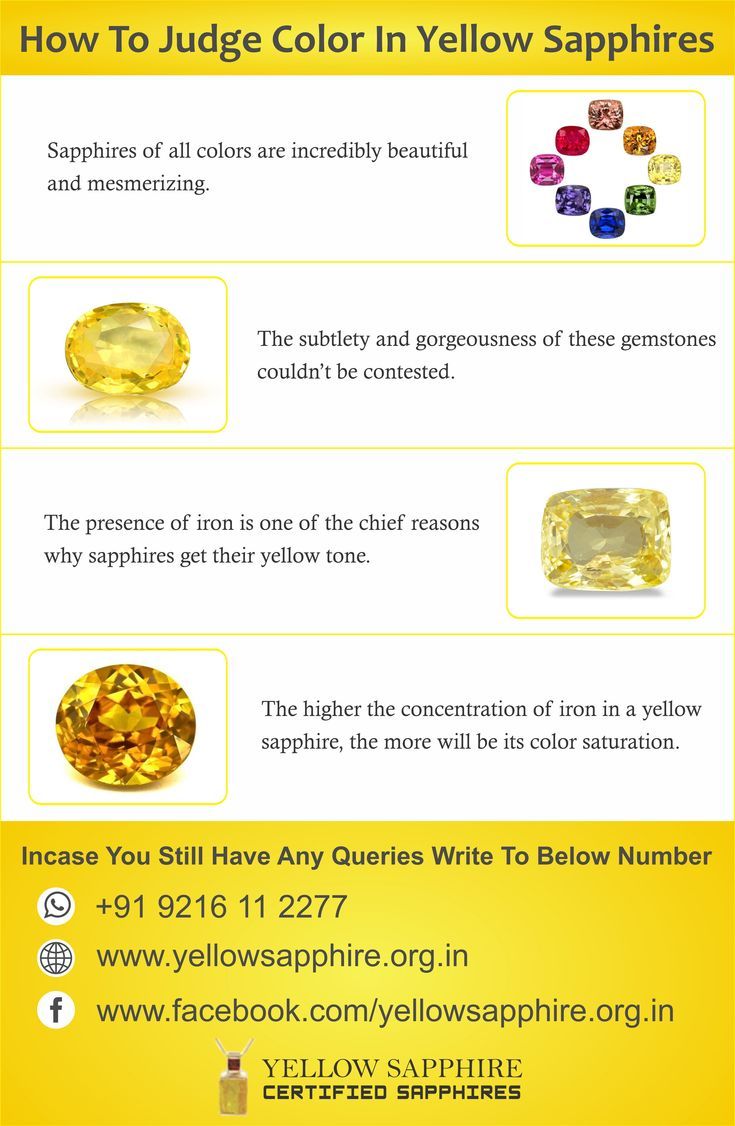 How To Judge Color In Yellow Sapphires
Sapphires of all colors are incredibly beautiful
and mesmerizing.
The subtlety and gorgeousness of these gemstones
couldn’t be contested.
The presence of iron is one of the chief reasons
why sapphires get their yellow tone.
The higher the concentration of iron in a yellow
sapphire, the more will be its color saturation.
Incase You Still Have Any Queries Write To Below Number
+91 9216 11 2277
www.yellowsapphire.org.in
www.facebook.com/yellowsapphire.org.in
YELLOW SAPPHIRE
CERTIFIED SAPPHIRES